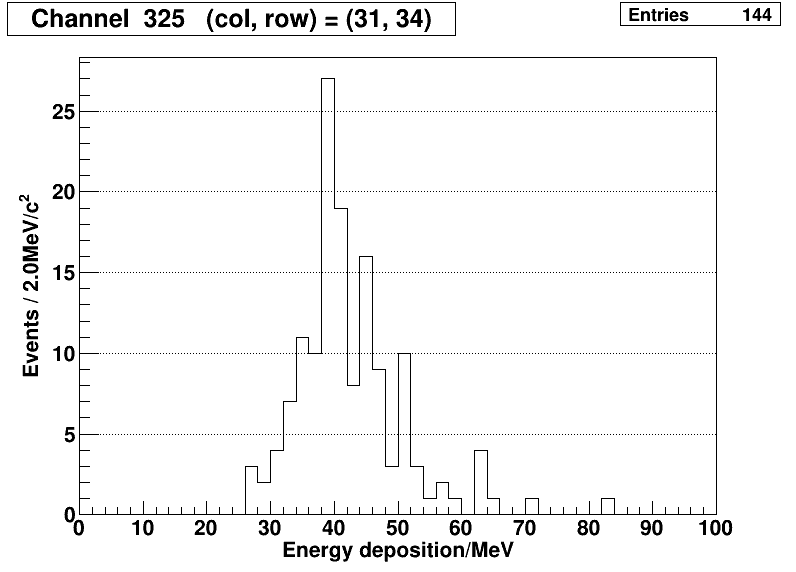 Channel 325 (col, row) = (31, 34)
Entries 144
Events / 2.0MeV/c²
25
20
15
10
5
0
0 10 20 30 40 50 60 70 80 90 100
Energy deposition/MeV